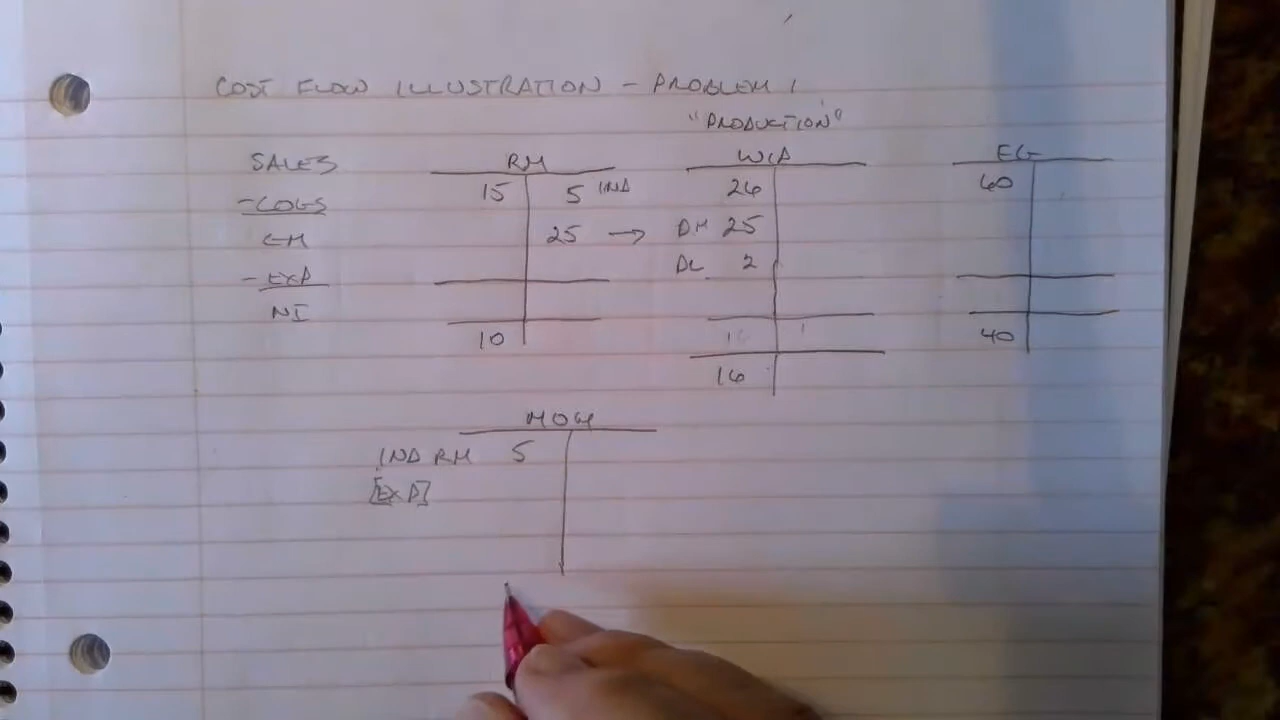 COST FLOW ILLUSTRATION - PROBLEM 1
"PRODUCTION"
SALES RM WIP FG
15 5 IND 26 60
-COGS
GM 25 → DM 25
-EXP DL 2
NI
10 40
16
MOH
IND RM 5
[EXP]